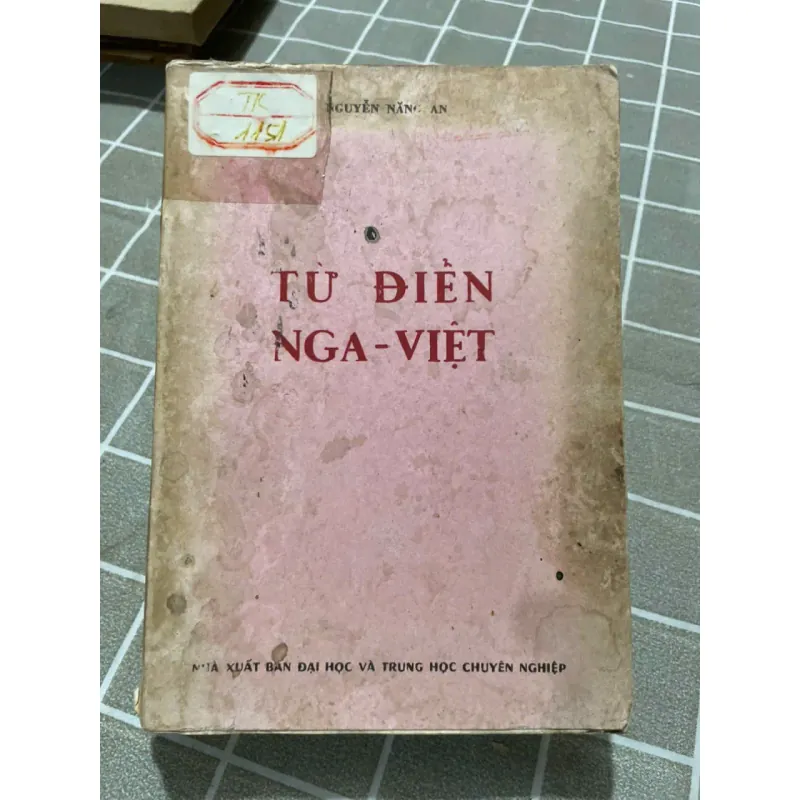 TK
1151
NGUYỄN NĂNG AN
TỪ ĐIỂN
NGA-VIỆT
NHÀ XUẤT BẢN ĐẠI HỌC VÀ TRUNG HỌC CHUYÊN NGHIỆP